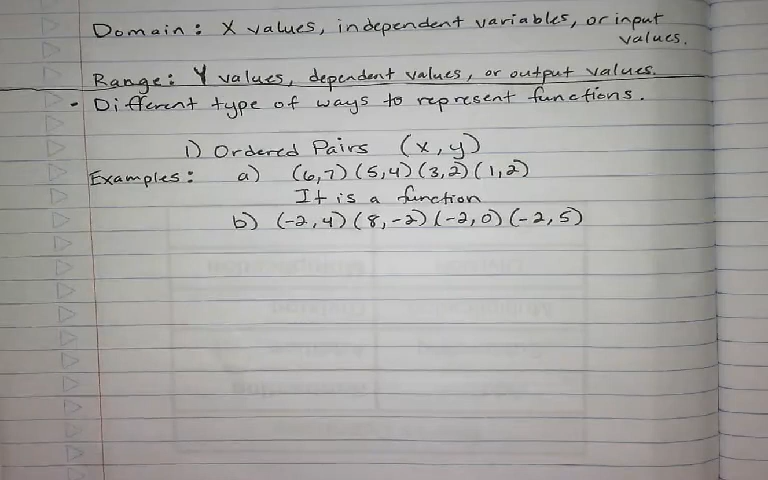 Domain: X values, independent variables, or input
values.
Range: Y values, dependent values, or output values.
- Different type of ways to represent functions.
1) Ordered Pairs (x,y)
Examples: a) (6,7) (5,4) (3,2) (1,2)
It is a function
b) (-2,4) (8,-2) (-2,0) (-2,5)